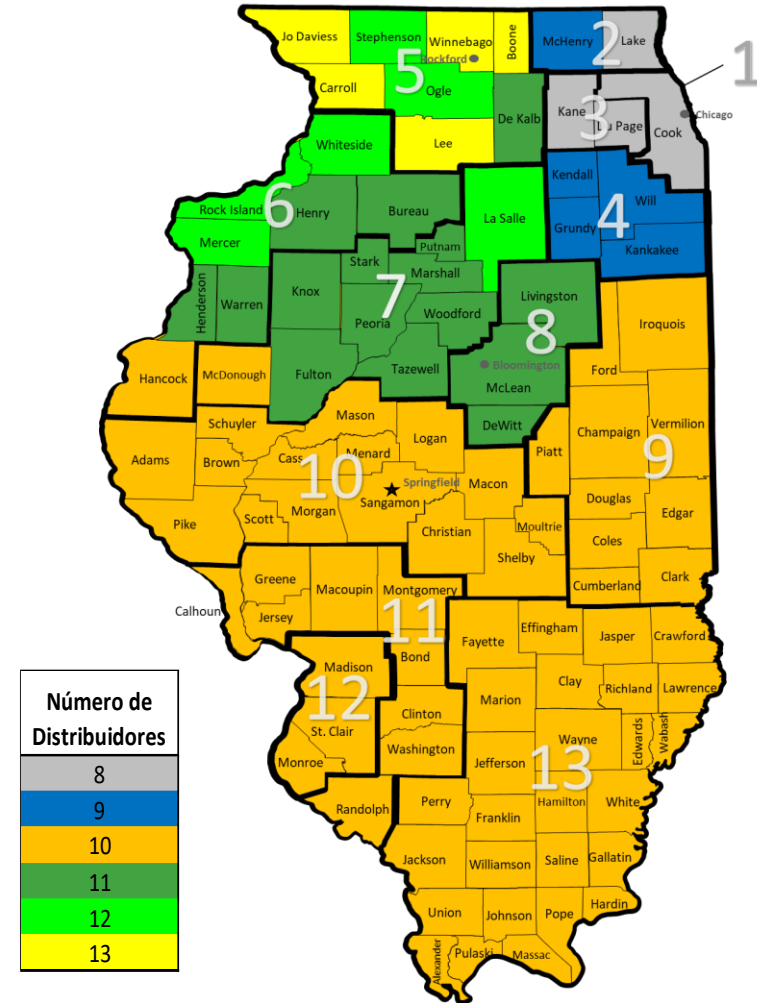 Jo Daviess
Stephenson
Winnebago
Boone
McHenry
2
Lake
Rockford
5
1
Carroll
Ogle
De Kalb
Kane
3
Du Page
Cook
Chicago
Whiteside
Lee
Kendall
Will
Rock Island
6
Henry
Bureau
La Salle
Grundy
4
Mercer
Putnam
Kankakee
Stark
Marshall
Henderson
Warren
Knox
7
Livingston
Peoria
Woodford
8
Iroquois
Hancock
McDonough
Fulton
Tazewell
Bloomington
McLean
Ford
Mason
Schuyler
Logan
DeWitt
Champaign
Vermilion
Adams
Brown
Cass
Menard
Piatt
9
10
Springfield
Macon
Sangamon
Pike
Scott
Morgan
Christian
Moultrie
Douglas
Edgar
Coles
Shelby
Greene
Macoupin
Montgomery
Cumberland
Clark
Calhoun
Jersey
11
Fayette
Effingham
Jasper
Crawford
Madison
Bond
Clay
Richland
Lawrence
12
Marion
St. Clair
Clinton
Wayne
Edwards
Wabash
Monroe
Washington
Jefferson
13
Randolph
Perry
Hamilton
White
Franklin
Jackson
Williamson
Saline
Gallatin
Union
Johnson
Pope
Hardin
Alexander
Pulaski
Massac
Número de
Distribuidores
8
9
10
11
12
13